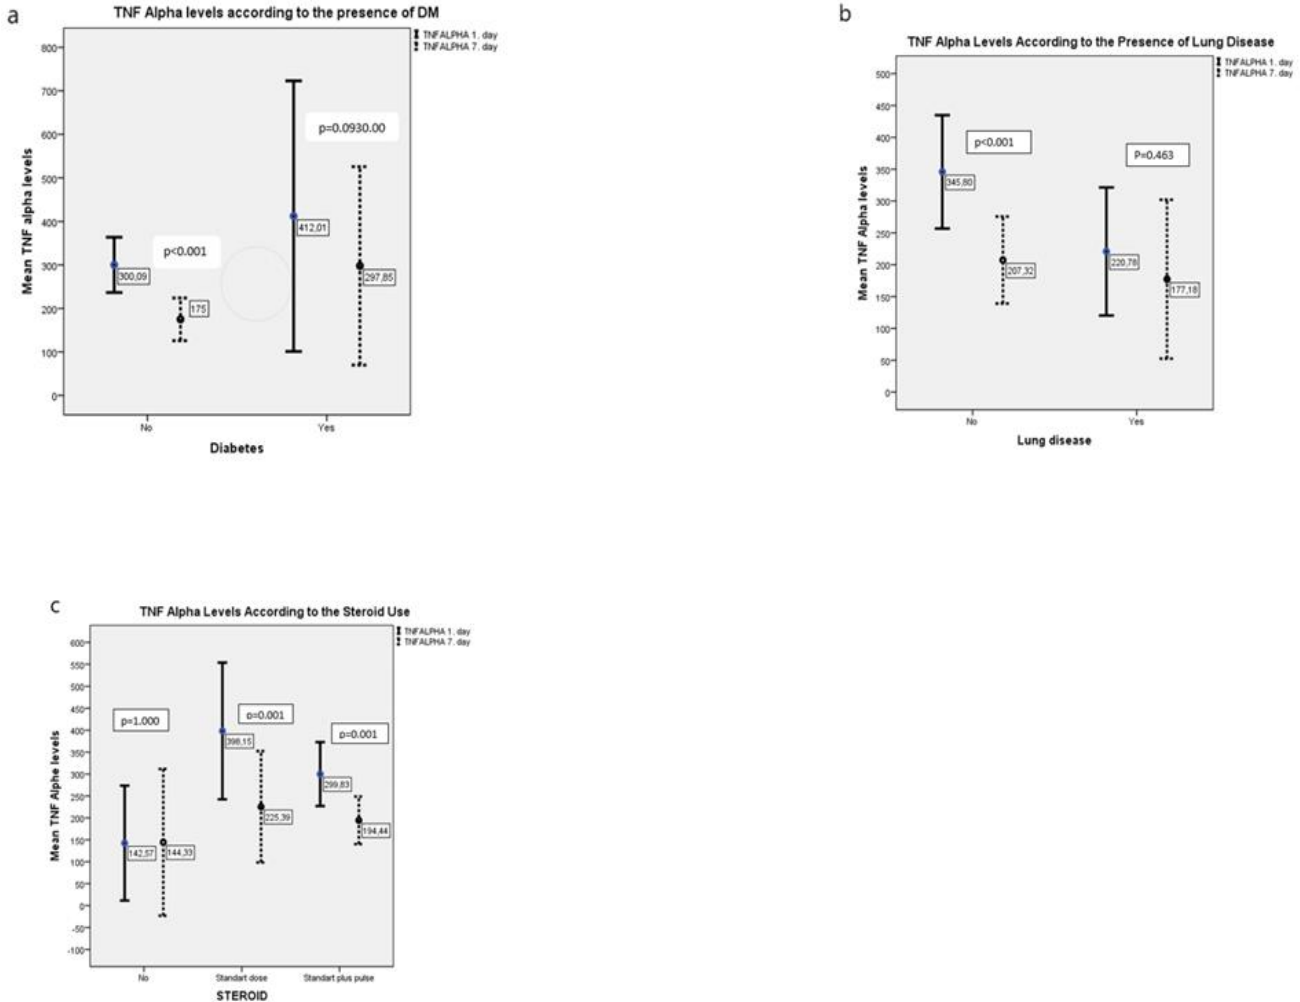 a
TNF Alpha levels according to the presence of DM
TNFALPHA 1. day
TNFALPHA 7. day
Mean TNF alpha levels
800
700
600
500
400
300
200
100
0
p<0.001
p=0.0930.00
300,09
175
412,01
297,85
No
Yes
Diabetes
b
TNF Alpha Levels According to the Presence of Lung Disease
TNFALPHA 1. day
TNFALPHA 7. day
Mean TNF Alpha levels
500
450
400
350
300
250
200
150
100
50
0
p<0.001
P=0.463
345,80
207,32
220,78
177,18
No
Yes
Lung disease
c
TNF Alpha Levels According to the Steroid Use
TNFALPHA 1. day
TNFALPHA 7. day
Mean TNF Alphe levels
600
550
500
450
400
350
300
250
200
150
100
50
0
-50
-100
p=1.000
p=0.001
p=0.001
142,57
144,33
398,15
225,39
299,83
194,44
No
Standart dose
Standart plus pulse
STEROID